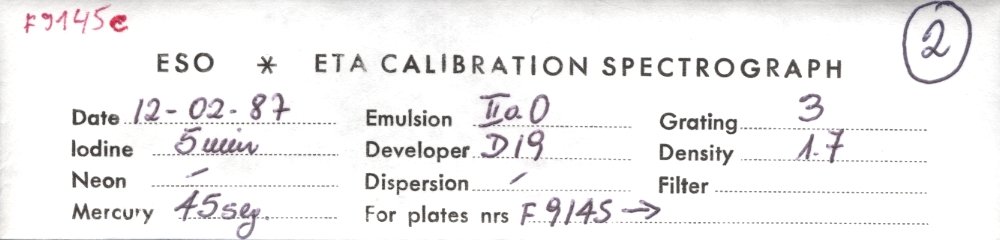 F9145c
2
ESO * ETA CALIBRATION SPECTROGRAPH
Date 12-02-87 Emulsion IIaO Grating 3
Iodine 5 min Developer D19 Density 1.7
Neon - Dispersion - Filter
Mercury 45 seg. For plates nrs F 9145 →